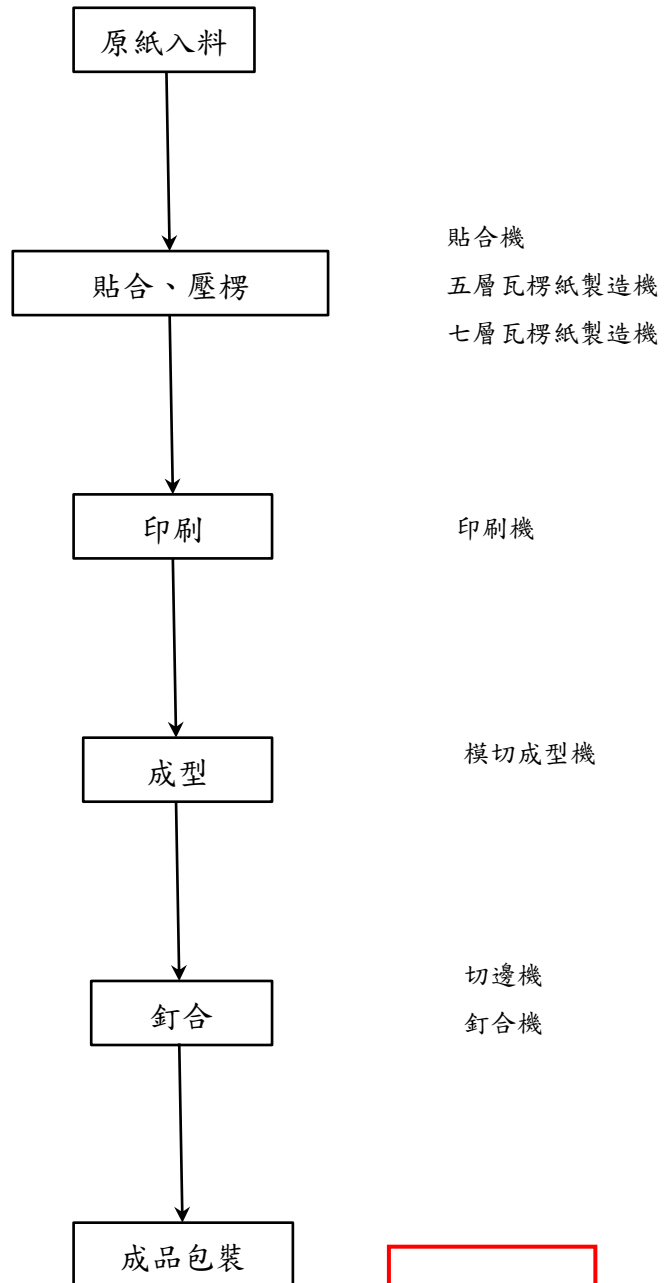 原紙入料
貼合機
貼合、壓楞
五層瓦楞紙製造機
七層瓦楞紙製造機
印刷
印刷機
成型
模切成型機
切邊機
釘合
釘合機
成品包裝